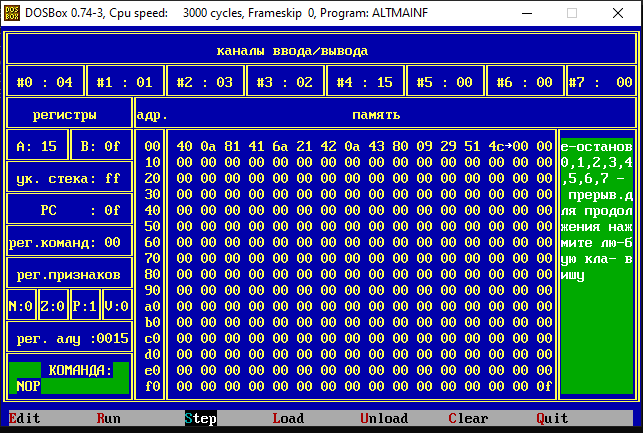 DOSBox 0.74-3, Cpu speed: 3000 cycles, Frameskip 0, Program: ALTMAINF
каналы ввода/вывода
#0 : 04 #1 : 01 #2 : 03 #3 : 02 #4 : 15 #5 : 00 #6 : 00 #7 : 00
регистры адр. память
A: 15 B: 0f 00 40 0a 81 41 6a 21 42 0a 43 80 09 29 51 4c→00 00 е-останов
10 00 00 00 00 00 00 00 00 00 00 00 00 00 00 00 00 0,1,2,3,4
ук. стека: ff 20 00 00 00 00 00 00 00 00 00 00 00 00 00 00 00 00 ,5,6,7 -
30 00 00 00 00 00 00 00 00 00 00 00 00 00 00 00 00 прерыв.д
PC : 0f 40 00 00 00 00 00 00 00 00 00 00 00 00 00 00 00 00 ля продол
50 00 00 00 00 00 00 00 00 00 00 00 00 00 00 00 00 жения наж
рег.команд: 00 60 00 00 00 00 00 00 00 00 00 00 00 00 00 00 00 00 мите лю-б
70 00 00 00 00 00 00 00 00 00 00 00 00 00 00 00 00 ую кла- в
рег.признаков 80 00 00 00 00 00 00 00 00 00 00 00 00 00 00 00 00 ишу
90 00 00 00 00 00 00 00 00 00 00 00 00 00 00 00 00
N:0 Z:0 P:1 V:0 a0 00 00 00 00 00 00 00 00 00 00 00 00 00 00 00 00
b0 00 00 00 00 00 00 00 00 00 00 00 00 00 00 00 00
рег. алу :0015 c0 00 00 00 00 00 00 00 00 00 00 00 00 00 00 00 00
d0 00 00 00 00 00 00 00 00 00 00 00 00 00 00 00 00
КОМАНДА: e0 00 00 00 00 00 00 00 00 00 00 00 00 00 00 00 00
NOP f0 00 00 00 00 00 00 00 00 00 00 00 00 00 00 00 0f
Edit Run Step Load Unload Clear Quit